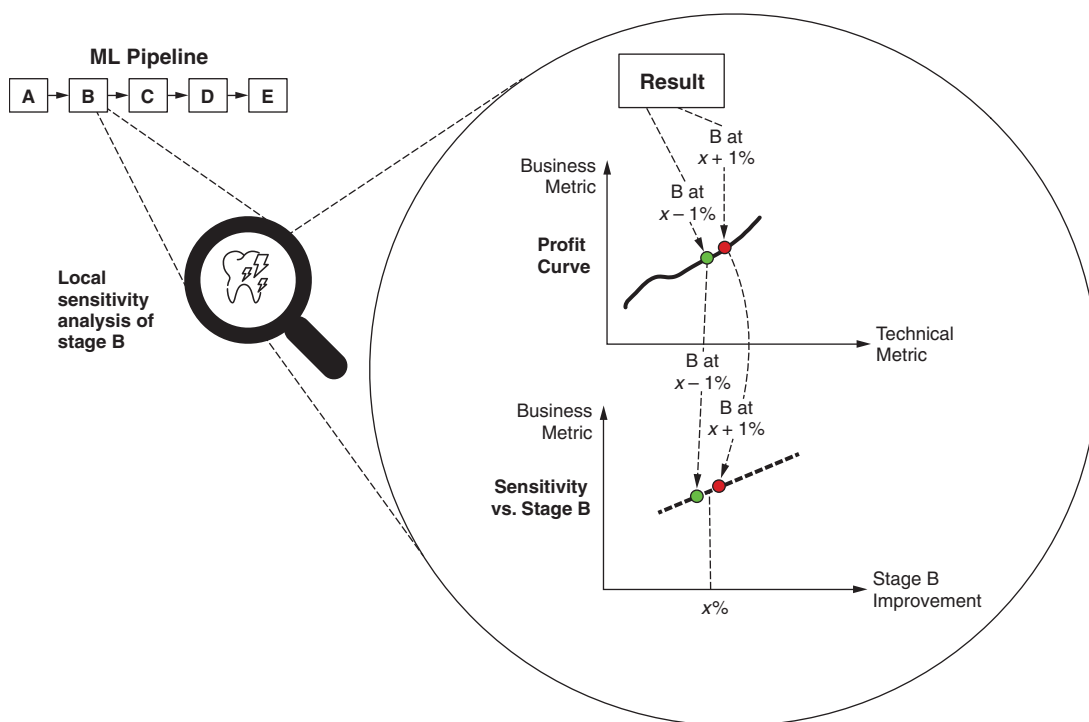 ML Pipeline
A
B
C
D
E
Local
sensitivity
analysis of
stage B
Result
B at
x + 1%
B at
x – 1%
Business
Metric
Profit
Curve
Technical
Metric
B at
x – 1%
B at
x + 1%
Business
Metric
Sensitivity
vs. Stage B
x%
Stage B
Improvement